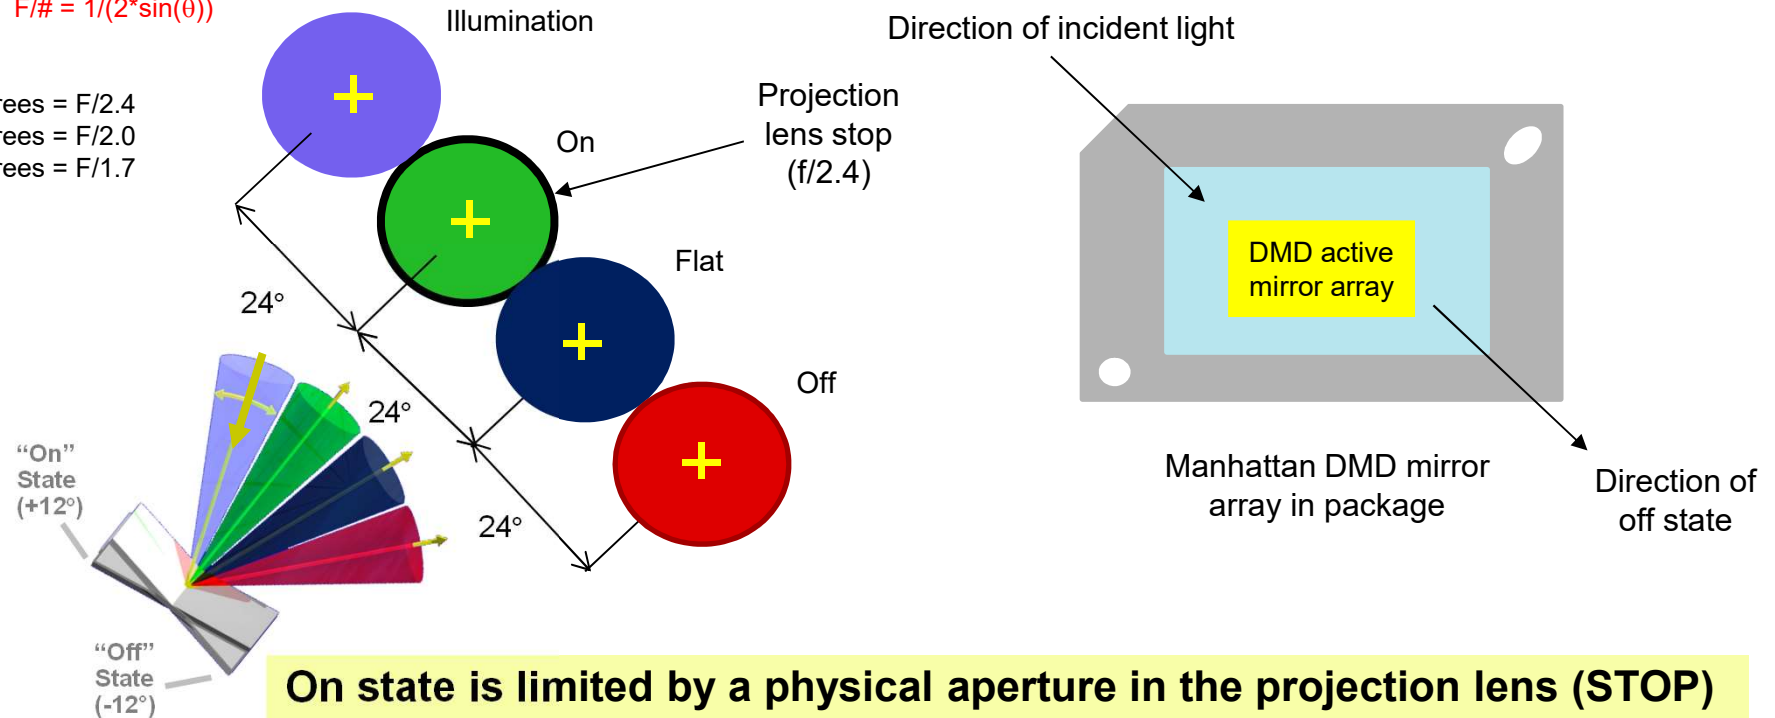 F/# = 1/(2*sin(θ))
rees = F/2.4
rees = F/2.0
rees = F/1.7
Illumination
On
Flat
Off
Projection
lens stop
(f/2.4)
24°
24°
24°
“On”
State
(+12°)
“Off”
State
(-12°)
Direction of incident light
DMD active
mirror array
Manhattan DMD mirror
array in package
Direction of
off state
On state is limited by a physical aperture in the projection lens (STOP)